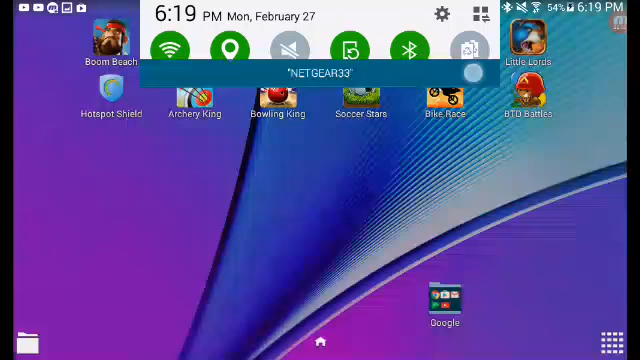 6:19 PM Mon, February 27
54% 6:19 PM
Boom Beach
Little Lords
"NETGEAR33"
Hotspot Shield
Archery King
Bowling King
Soccer Stars
Bike Race
BTD Battles
Google